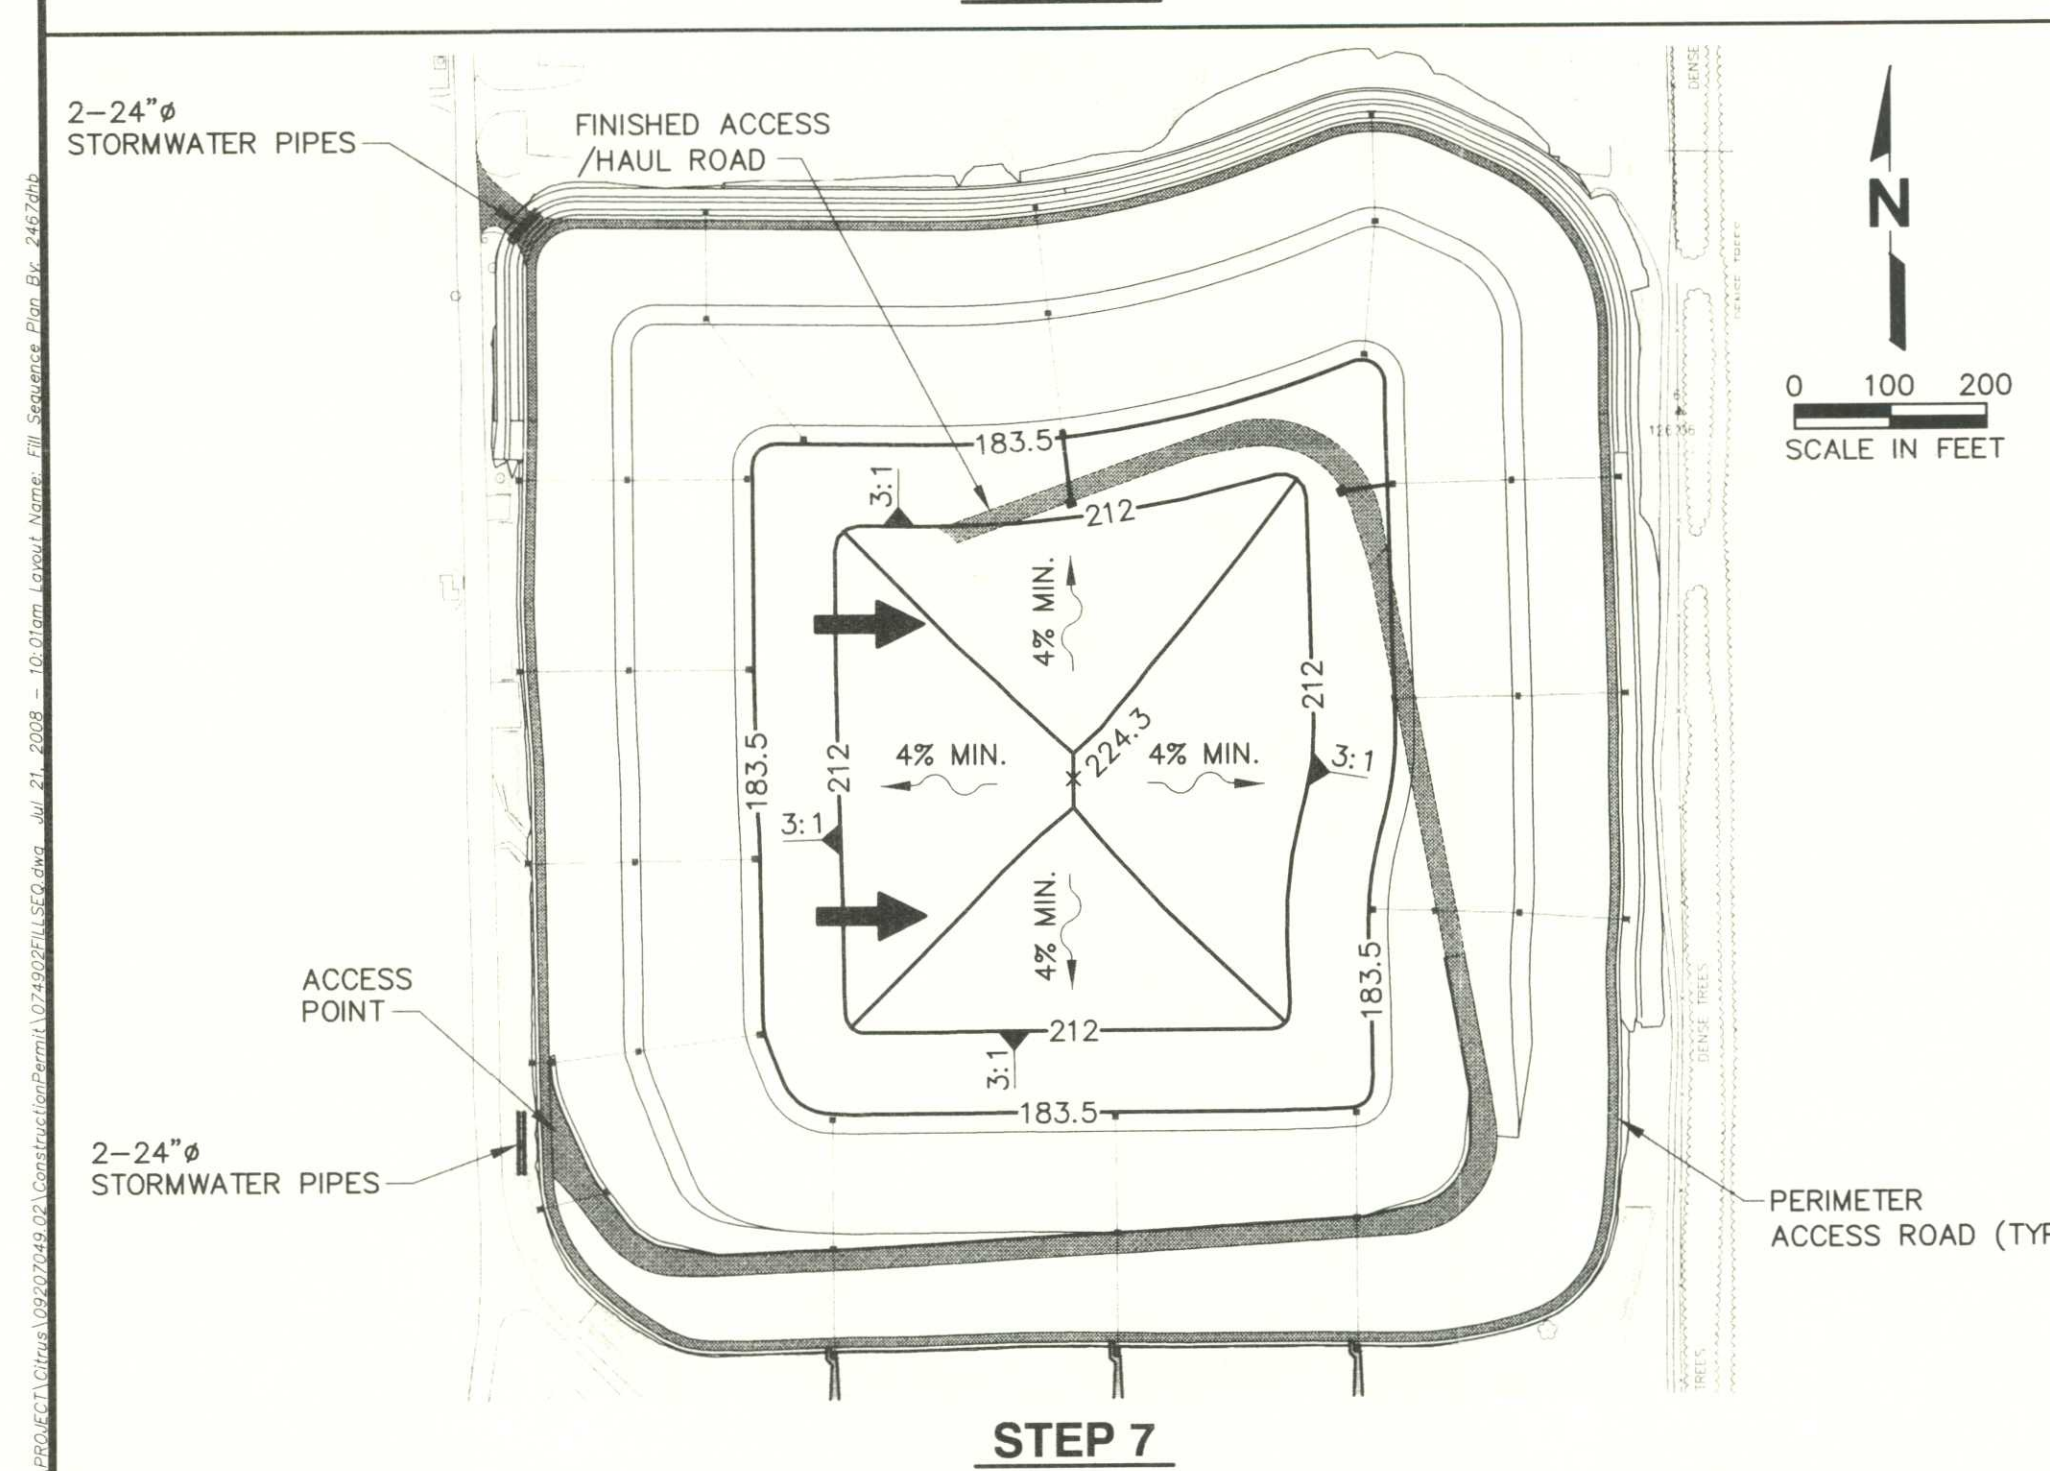 2-24"ø
STORMWATER PIPES
FINISHED ACCESS
/HAUL ROAD
DENSE
N
0 100 200
SCALE IN FEET
DENSE TREES
183.5
3:1
212
4% MIN.
212
183.5
212
4% MIN.
224.3
4% MIN.
3:1
3:1
4% MIN.
183.5
212
3:1
183.5
ACCESS
POINT
2-24"ø
STORMWATER PIPES
DENSE TREES
PERIMETER
ACCESS ROAD (TYP
TREES
STEP 7
PROJECT\Citrus\09207049.02\ConstructionPermit\074902FILLSEQ.dwg Jul 21, 2008 - 10:01am Layout Name: Fill Sequence Plan By: 2467dhb